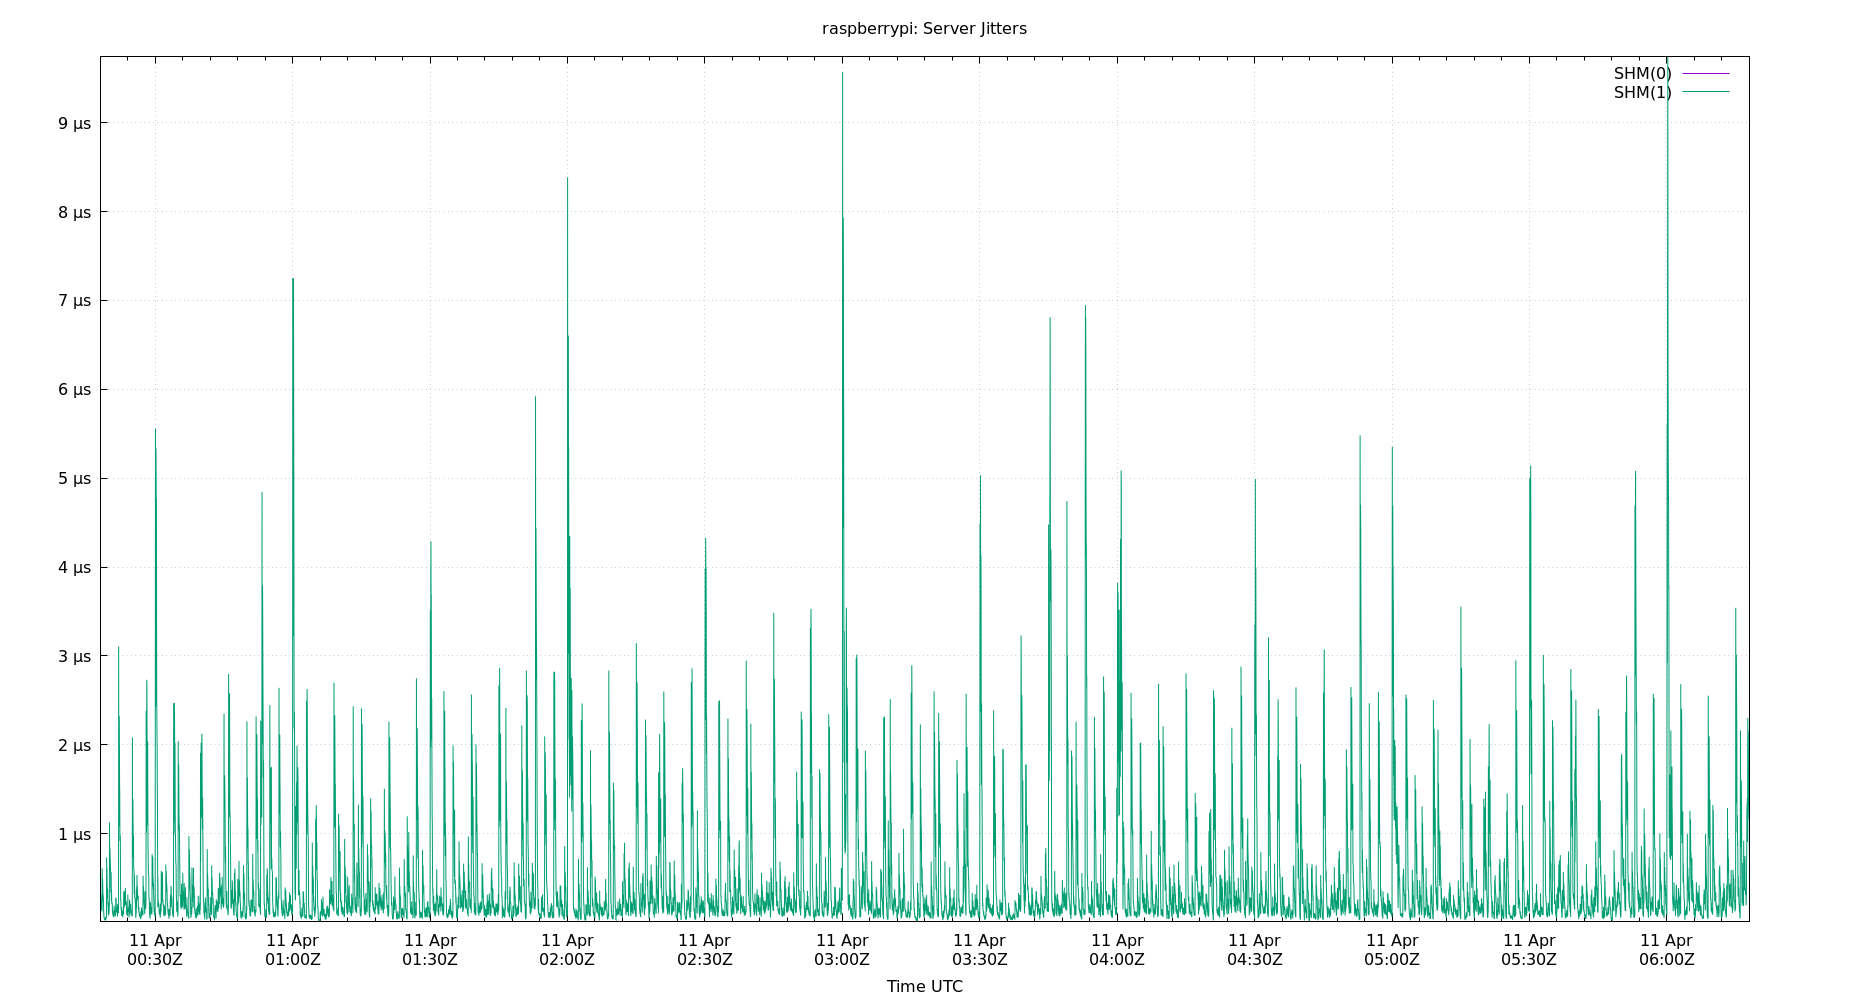 raspberrypi: Server Jitters
SHM(0)
SHM(1)
9 µs
8 µs
7 µs
6 µs
5 µs
4 µs
3 µs
2 µs
1 µs
11 Apr 11 Apr 11 Apr 11 Apr 11 Apr 11 Apr 11 Apr 11 Apr 11 Apr 11 Apr 11 Apr 11 Apr
00:30Z 01:00Z 01:30Z 02:00Z 02:30Z 03:00Z 03:30Z 04:00Z 04:30Z 05:00Z 05:30Z 06:00Z
Time UTC